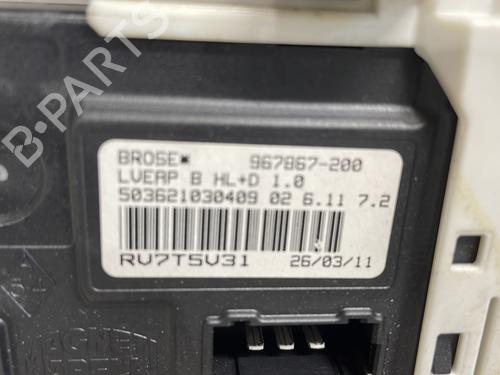 BROSE 967867-200
LVEAP B HL+D 1.0
503621030409 02 6.11 7.2
RV7T5V31 26/03/11
B-PARTS